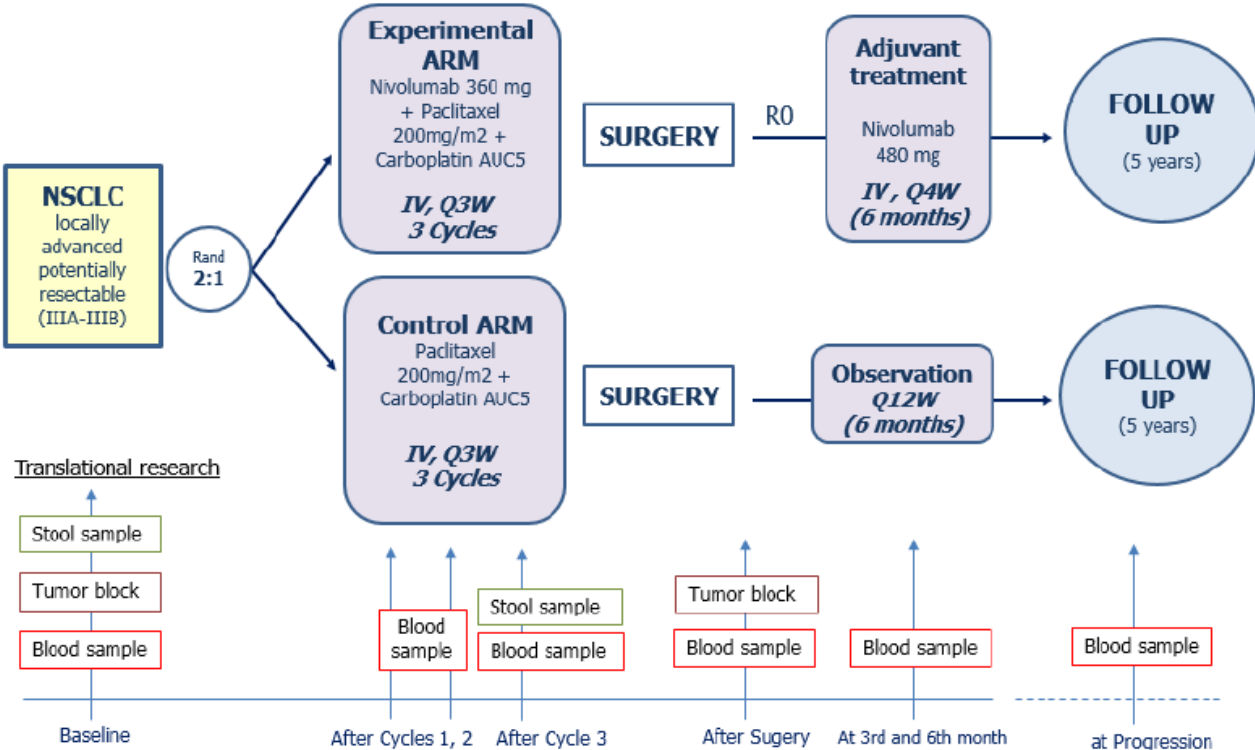 NSCLC
locally
advanced
potentially
resectable
(IIIA-IIIB)
Rand
2:1
Experimental
ARM
Nivolumab 360 mg
+ Paclitaxel
200mg/m2 +
Carboplatin AUC5
IV, Q3W
3 Cycles
SURGERY
R0
Adjuvant
treatment
Nivolumab
480 mg
IV , Q4W
(6 months)
FOLLOW
UP
(5 years)
Control ARM
Paclitaxel
200mg/m2 +
Carboplatin AUC5
IV, Q3W
3 Cycles
SURGERY
Observation
Q12W
(6 months)
FOLLOW
UP
(5 years)
Translational research
Stool sample
Tumor block
Blood sample
Blood
sample
Stool sample
Blood sample
Tumor block
Blood sample
Blood sample
Blood sample
Baseline
After Cycles 1, 2
After Cycle 3
After Sugery
At 3rd and 6th month
at Progression